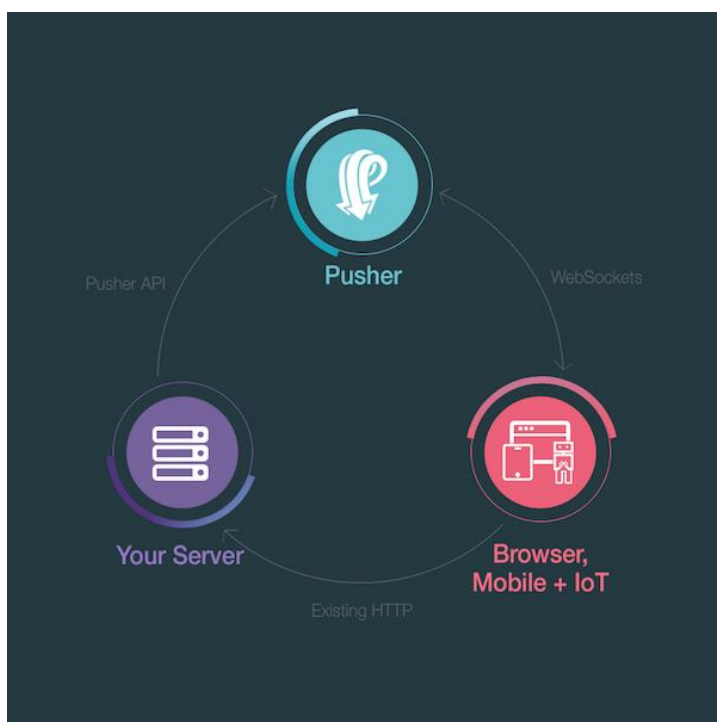 Pusher
Pusher API
WebSockets
Your Server
Browser,
Mobile + IoT
Existing HTTP